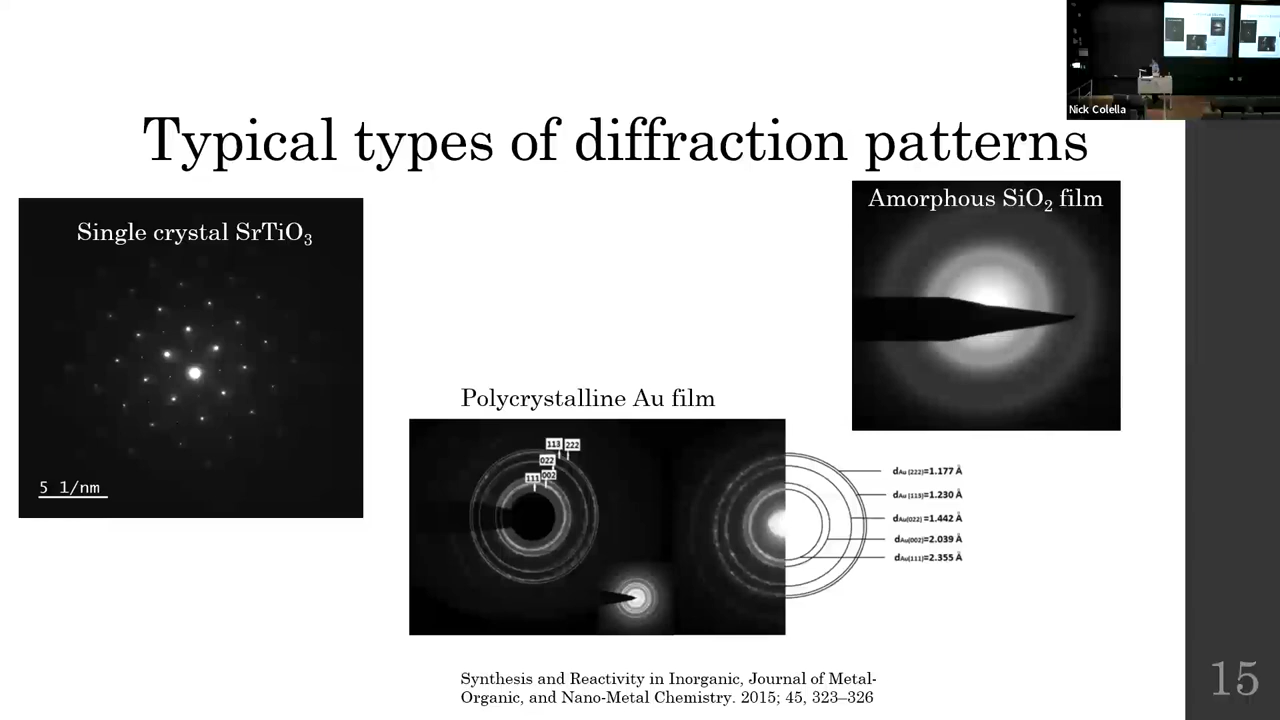 Nick Colella
Typical types of diffraction patterns
Single crystal SrTiO₃
5 1/nm
Amorphous SiO₂ film
Polycrystalline Au film
113 222
022
111 002
dAu (222)=1.177 Å
dAu (113)=1.230 Å
dAu(022)=1.442 Å
dAu(002)=2.039 Å
dAu(111)=2.355 Å
Synthesis and Reactivity in Inorganic, Journal of Metal-
Organic, and Nano-Metal Chemistry. 2015; 45, 323–326
15